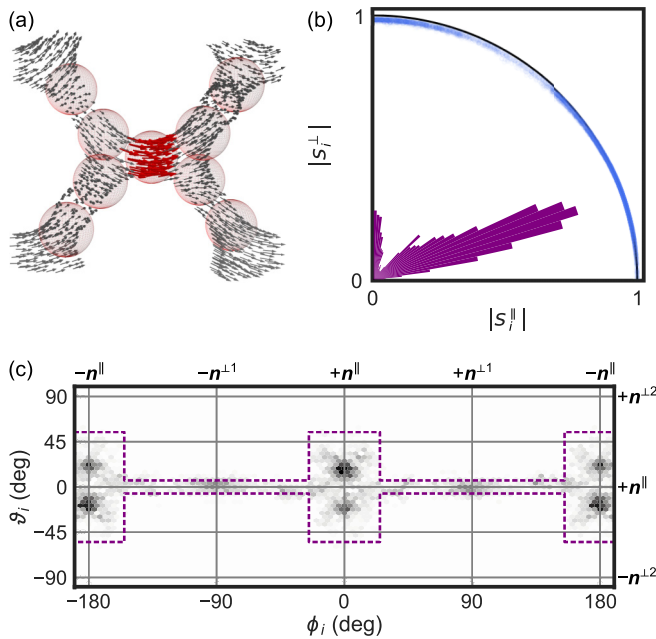 (a)
(b)
1
|s_i^⊥|
0
0
1
|s_i^∥|
(c)
−n^∥ −n^⊥1 +n^∥ +n^⊥1 −n^∥
90
45
0
−45
−90
ϑ_i (deg)
+n^⊥2
+n^∥
−n^⊥2
−180 −90 0 90 180
ϕ_i (deg)